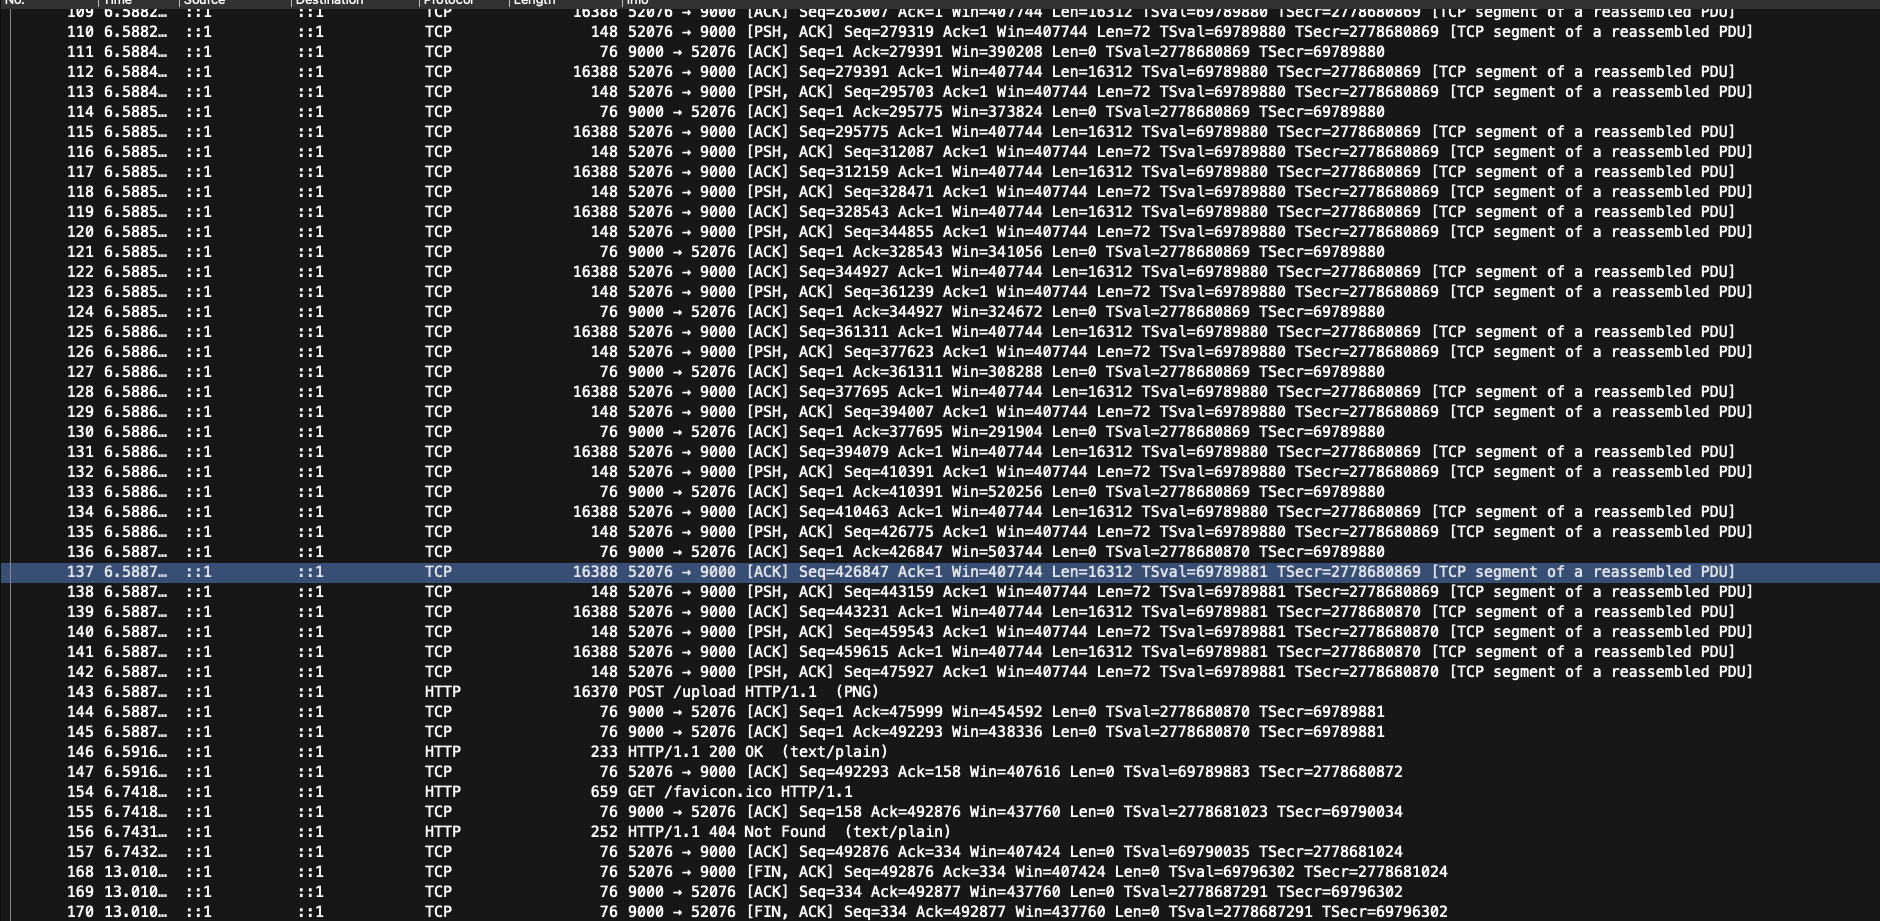 No. Time Source Destination Protocol Length Info
109 6.5882… ::1 ::1 TCP 16388 52076 → 9000 [ACK] Seq=263007 Ack=1 Win=407744 Len=16312 TSval=69789880 TSecr=2778680869 [TCP segment of a reassembled PDU]
110 6.5882… ::1 ::1 TCP 148 52076 → 9000 [PSH, ACK] Seq=279319 Ack=1 Win=407744 Len=72 TSval=69789880 TSecr=2778680869 [TCP segment of a reassembled PDU]
111 6.5884… ::1 ::1 TCP 76 9000 → 52076 [ACK] Seq=1 Ack=279391 Win=390208 Len=0 TSval=2778680869 TSecr=69789880
112 6.5884… ::1 ::1 TCP 16388 52076 → 9000 [ACK] Seq=279391 Ack=1 Win=407744 Len=16312 TSval=69789880 TSecr=2778680869 [TCP segment of a reassembled PDU]
113 6.5884… ::1 ::1 TCP 148 52076 → 9000 [PSH, ACK] Seq=295703 Ack=1 Win=407744 Len=72 TSval=69789880 TSecr=2778680869 [TCP segment of a reassembled PDU]
114 6.5885… ::1 ::1 TCP 76 9000 → 52076 [ACK] Seq=1 Ack=295775 Win=373824 Len=0 TSval=2778680869 TSecr=69789880
115 6.5885… ::1 ::1 TCP 16388 52076 → 9000 [ACK] Seq=295775 Ack=1 Win=407744 Len=16312 TSval=69789880 TSecr=2778680869 [TCP segment of a reassembled PDU]
116 6.5885… ::1 ::1 TCP 148 52076 → 9000 [PSH, ACK] Seq=312087 Ack=1 Win=407744 Len=72 TSval=69789880 TSecr=2778680869 [TCP segment of a reassembled PDU]
117 6.5885… ::1 ::1 TCP 16388 52076 → 9000 [ACK] Seq=312159 Ack=1 Win=407744 Len=16312 TSval=69789880 TSecr=2778680869 [TCP segment of a reassembled PDU]
118 6.5885… ::1 ::1 TCP 148 52076 → 9000 [PSH, ACK] Seq=328471 Ack=1 Win=407744 Len=72 TSval=69789880 TSecr=2778680869 [TCP segment of a reassembled PDU]
119 6.5885… ::1 ::1 TCP 16388 52076 → 9000 [ACK] Seq=328543 Ack=1 Win=407744 Len=16312 TSval=69789880 TSecr=2778680869 [TCP segment of a reassembled PDU]
120 6.5885… ::1 ::1 TCP 148 52076 → 9000 [PSH, ACK] Seq=344855 Ack=1 Win=407744 Len=72 TSval=69789880 TSecr=2778680869 [TCP segment of a reassembled PDU]
121 6.5885… ::1 ::1 TCP 76 9000 → 52076 [ACK] Seq=1 Ack=328543 Win=341056 Len=0 TSval=2778680869 TSecr=69789880
122 6.5885… ::1 ::1 TCP 16388 52076 → 9000 [ACK] Seq=344927 Ack=1 Win=407744 Len=16312 TSval=69789880 TSecr=2778680869 [TCP segment of a reassembled PDU]
123 6.5885… ::1 ::1 TCP 148 52076 → 9000 [PSH, ACK] Seq=361239 Ack=1 Win=407744 Len=72 TSval=69789880 TSecr=2778680869 [TCP segment of a reassembled PDU]
124 6.5885… ::1 ::1 TCP 76 9000 → 52076 [ACK] Seq=1 Ack=344927 Win=324672 Len=0 TSval=2778680869 TSecr=69789880
125 6.5886… ::1 ::1 TCP 16388 52076 → 9000 [ACK] Seq=361311 Ack=1 Win=407744 Len=16312 TSval=69789880 TSecr=2778680869 [TCP segment of a reassembled PDU]
126 6.5886… ::1 ::1 TCP 148 52076 → 9000 [PSH, ACK] Seq=377623 Ack=1 Win=407744 Len=72 TSval=69789880 TSecr=2778680869 [TCP segment of a reassembled PDU]
127 6.5886… ::1 ::1 TCP 76 9000 → 52076 [ACK] Seq=1 Ack=361311 Win=308288 Len=0 TSval=2778680869 TSecr=69789880
128 6.5886… ::1 ::1 TCP 16388 52076 → 9000 [ACK] Seq=377695 Ack=1 Win=407744 Len=16312 TSval=69789880 TSecr=2778680869 [TCP segment of a reassembled PDU]
129 6.5886… ::1 ::1 TCP 148 52076 → 9000 [PSH, ACK] Seq=394007 Ack=1 Win=407744 Len=72 TSval=69789880 TSecr=2778680869 [TCP segment of a reassembled PDU]
130 6.5886… ::1 ::1 TCP 76 9000 → 52076 [ACK] Seq=1 Ack=377695 Win=291904 Len=0 TSval=2778680869 TSecr=69789880
131 6.5886… ::1 ::1 TCP 16388 52076 → 9000 [ACK] Seq=394079 Ack=1 Win=407744 Len=16312 TSval=69789880 TSecr=2778680869 [TCP segment of a reassembled PDU]
132 6.5886… ::1 ::1 TCP 148 52076 → 9000 [PSH, ACK] Seq=410391 Ack=1 Win=407744 Len=72 TSval=69789880 TSecr=2778680869 [TCP segment of a reassembled PDU]
133 6.5886… ::1 ::1 TCP 76 9000 → 52076 [ACK] Seq=1 Ack=410391 Win=520256 Len=0 TSval=2778680869 TSecr=69789880
134 6.5886… ::1 ::1 TCP 16388 52076 → 9000 [ACK] Seq=410463 Ack=1 Win=407744 Len=16312 TSval=69789880 TSecr=2778680869 [TCP segment of a reassembled PDU]
135 6.5886… ::1 ::1 TCP 148 52076 → 9000 [PSH, ACK] Seq=426775 Ack=1 Win=407744 Len=72 TSval=69789880 TSecr=2778680869 [TCP segment of a reassembled PDU]
136 6.5887… ::1 ::1 TCP 76 9000 → 52076 [ACK] Seq=1 Ack=426847 Win=503744 Len=0 TSval=2778680870 TSecr=69789880
137 6.5887… ::1 ::1 TCP 16388 52076 → 9000 [ACK] Seq=426847 Ack=1 Win=407744 Len=16312 TSval=69789881 TSecr=2778680869 [TCP segment of a reassembled PDU]
138 6.5887… ::1 ::1 TCP 148 52076 → 9000 [PSH, ACK] Seq=443159 Ack=1 Win=407744 Len=72 TSval=69789881 TSecr=2778680869 [TCP segment of a reassembled PDU]
139 6.5887… ::1 ::1 TCP 16388 52076 → 9000 [ACK] Seq=443231 Ack=1 Win=407744 Len=16312 TSval=69789881 TSecr=2778680870 [TCP segment of a reassembled PDU]
140 6.5887… ::1 ::1 TCP 148 52076 → 9000 [PSH, ACK] Seq=459543 Ack=1 Win=407744 Len=72 TSval=69789881 TSecr=2778680870 [TCP segment of a reassembled PDU]
141 6.5887… ::1 ::1 TCP 16388 52076 → 9000 [ACK] Seq=459615 Ack=1 Win=407744 Len=16312 TSval=69789881 TSecr=2778680870 [TCP segment of a reassembled PDU]
142 6.5887… ::1 ::1 TCP 148 52076 → 9000 [PSH, ACK] Seq=475927 Ack=1 Win=407744 Len=72 TSval=69789881 TSecr=2778680870 [TCP segment of a reassembled PDU]
143 6.5887… ::1 ::1 HTTP 16370 POST /upload HTTP/1.1 (PNG)
144 6.5887… ::1 ::1 TCP 76 9000 → 52076 [ACK] Seq=1 Ack=475999 Win=454592 Len=0 TSval=2778680870 TSecr=69789881
145 6.5887… ::1 ::1 TCP 76 9000 → 52076 [ACK] Seq=1 Ack=492293 Win=438336 Len=0 TSval=2778680870 TSecr=69789881
146 6.5916… ::1 ::1 HTTP 233 HTTP/1.1 200 OK (text/plain)
147 6.5916… ::1 ::1 TCP 76 52076 → 9000 [ACK] Seq=492293 Ack=158 Win=407616 Len=0 TSval=69789883 TSecr=2778680872
154 6.7418… ::1 ::1 HTTP 659 GET /favicon.ico HTTP/1.1
155 6.7418… ::1 ::1 TCP 76 9000 → 52076 [ACK] Seq=158 Ack=492876 Win=437760 Len=0 TSval=2778681023 TSecr=69790034
156 6.7431… ::1 ::1 HTTP 252 HTTP/1.1 404 Not Found (text/plain)
157 6.7432… ::1 ::1 TCP 76 52076 → 9000 [ACK] Seq=492876 Ack=334 Win=407424 Len=0 TSval=69790035 TSecr=2778681024
168 13.010… ::1 ::1 TCP 76 52076 → 9000 [FIN, ACK] Seq=492876 Ack=334 Win=407424 Len=0 TSval=69796302 TSecr=2778681024
169 13.010… ::1 ::1 TCP 76 9000 → 52076 [ACK] Seq=334 Ack=492877 Win=437760 Len=0 TSval=2778687291 TSecr=69796302
170 13.010… ::1 ::1 TCP 76 9000 → 52076 [FIN, ACK] Seq=334 Ack=492877 Win=437760 Len=0 TSval=2778687291 TSecr=69796302